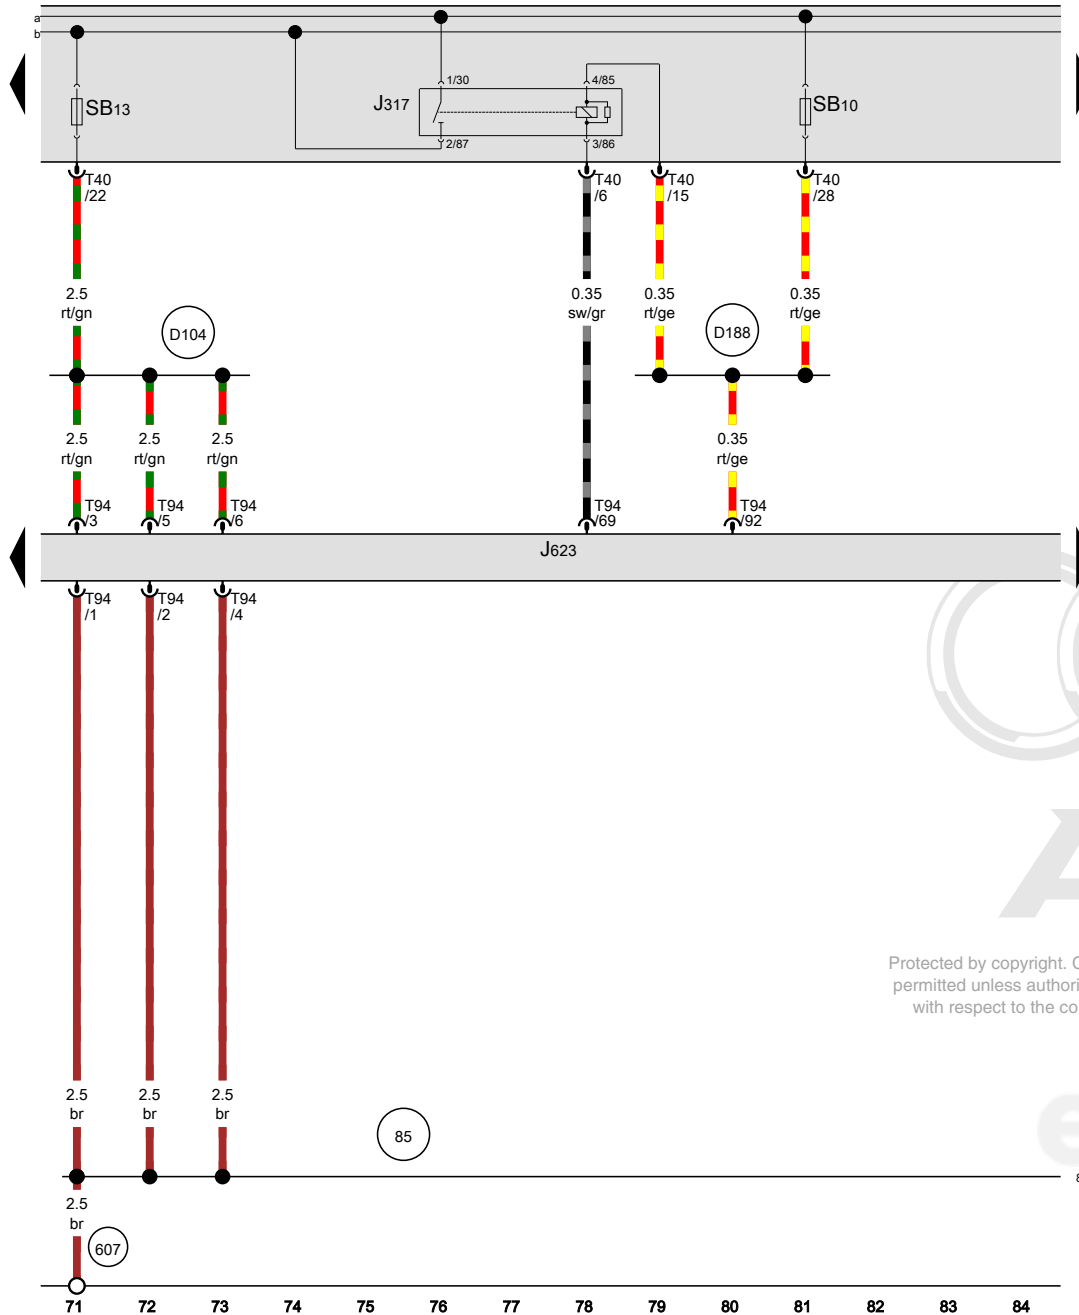 a
b
1/30
4/85
SB13
J317
SB10
2/87
3/86
T40
/22
T40
/6
T40
/15
T40
/28
2.5
rt/gn
0.35
sw/gr
0.35
rt/ge
0.35
rt/ge
D104
D188
2.5
rt/gn
2.5
rt/gn
2.5
rt/gn
0.35
rt/ge
T94
/3
T94
/5
T94
/6
T94
/69
T94
/92
J623
T94
/1
T94
/2
T94
/4
Protected by copyright.
permitted unless
with respect to the
2.5
br
2.5
br
2.5
br
85
2.5
br
607
71 72 73 74 75 76 77 78 79 80 81 82 83 84